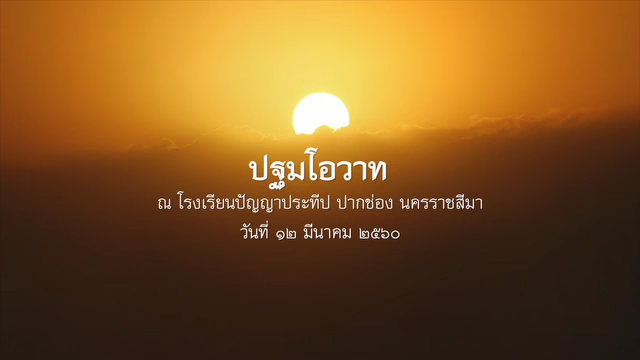 ปฐมโอวาท
ณ โรงเรียนปัญญาประทีป ปากช่อง นครราชสีมา
วันที่ ๑๒ มีนาคม ๒๕๖๐